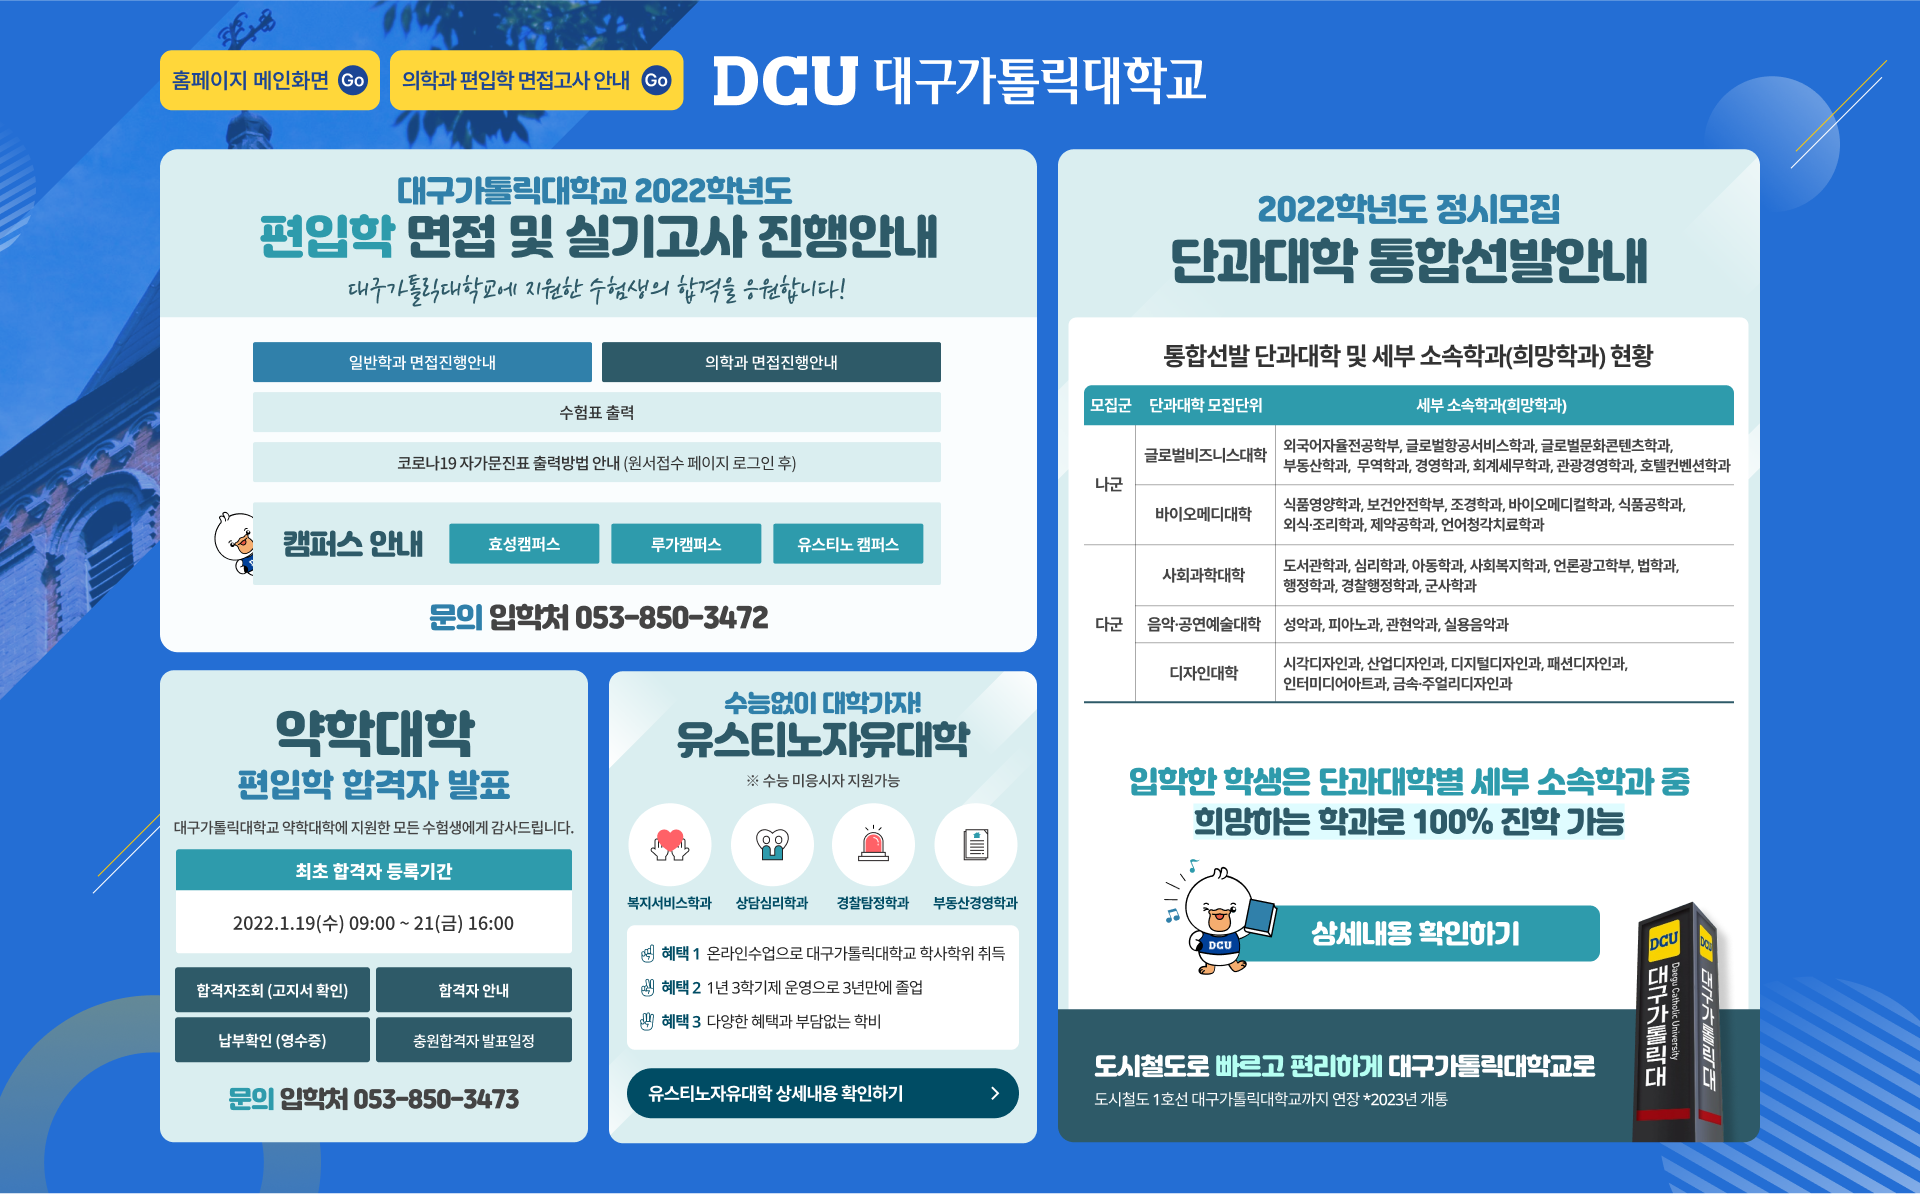 홈페이지 메인화면 Go
의학과 편입학 면접고사 안내 Go
DCU 대구가톨릭대학교
대구가톨릭대학교 2022학년도
편입학 면접 및 실기고사 진행안내
대구가톨릭대학교에 지원한 수험생의 합격을 응원합니다!
일반학과 면접진행안내
의학과 면접진행안내
수험표 출력
코로나19 자가문진표 출력방법 안내 (원서접수 페이지 로그인 후)
캠퍼스 안내
효성캠퍼스
루가캠퍼스
유스티노 캠퍼스
문의 입학처 053-850-3472
약학대학
편입학 합격자 발표
대구가톨릭대학교 약학대학에 지원한 모든 수험생에게 감사드립니다.
최초 합격자 등록기간
2022.1.19(수) 09:00 ~ 21(금) 16:00
합격자조회 (고지서 확인)
합격자 안내
납부확인 (영수증)
충원합격자 발표일정
문의 입학처 053-850-3473
수능없이 대학가자!
유스티노자유대학
※ 수능 미응시자 지원가능
복지서비스학과
상담심리학과
경찰탐정학과
부동산경영학과
혜택 1 온라인수업으로 대구가톨릭대학교 학사학위 취득
혜택 2 1년 3학기제 운영으로 3년만에 졸업
혜택 3 다양한 혜택과 부담없는 학비
유스티노자유대학 상세내용 확인하기
2022학년도 정시모집
단과대학 통합선발안내
통합선발 단과대학 및 세부 소속학과(희망학과) 현황
모집군 단과대학 모집단위 세부 소속학과(희망학과)
나군
글로벌비즈니스대학
외국어자율전공학부, 글로벌항공서비스학과, 글로벌문화콘텐츠학과,
부동산학과, 무역학과, 경영학과, 회계세무학과, 관광경영학과, 호텔컨벤션학과
바이오메디대학
식품영양학과, 보건안전학부, 조경학과, 바이오메디컬학과, 식품공학과,
외식·조리학과, 제약공학과, 언어청각치료학과
다군
사회과학대학
도서관학과, 심리학과, 아동학과, 사회복지학과, 언론광고학부, 법학과,
행정학과, 경찰행정학과, 군사학과
음악·공연예술대학
성악과, 피아노과, 관현악과, 실용음악과
디자인대학
시각디자인과, 산업디자인과, 디지털디자인과, 패션디자인과,
인터미디어아트과, 금속·주얼리디자인과
입학한 학생은 단과대학별 세부 소속학과 중
희망하는 학과로 100% 진학 가능
DCU
상세내용 확인하기
도시철도로 빠르고 편리하게 대구가톨릭대학교로
도시철도 1호선 대구가톨릭대학교까지 연장 *2023년 개통
DCU
대구가톨릭대
Daegu Catholic University
DCU
대구가톨릭대